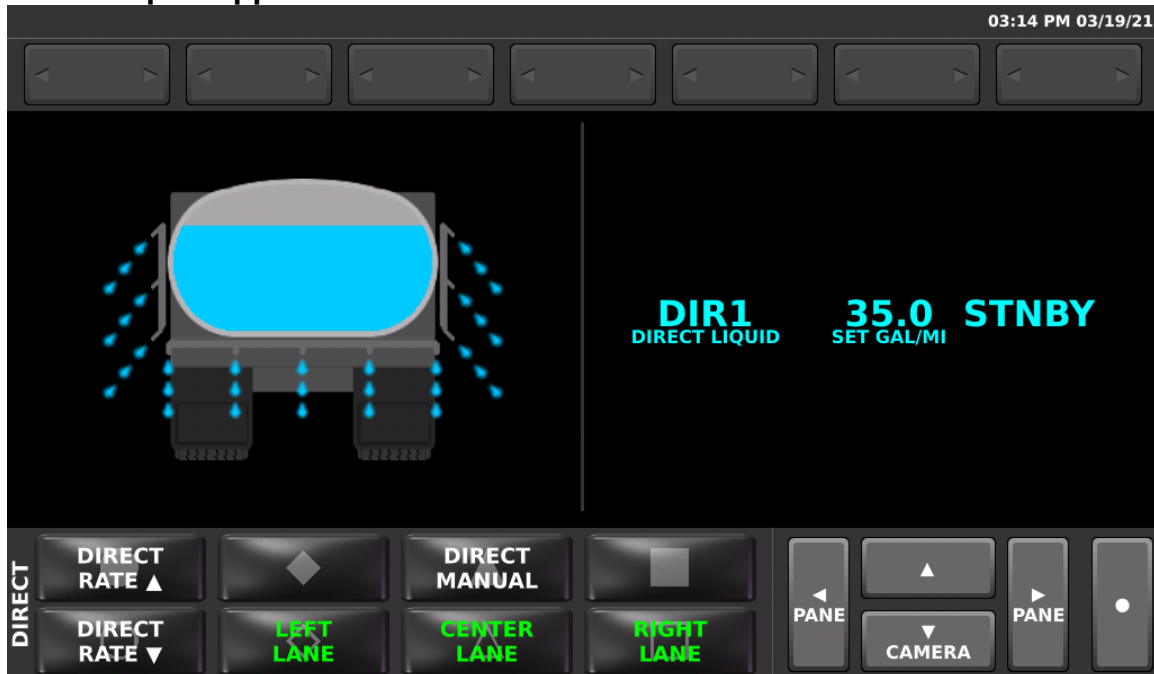 03:14 PM 03/19/21
DIR1
DIRECT LIQUID
35.0
SET GAL/MI
STNBY
DIRECT
DIRECT
RATE ▲
DIRECT
MANUAL
DIRECT
RATE ▼
LEFT
LANE
CENTER
LANE
RIGHT
LANE
◄
PANE
▲
▼
CAMERA
►
PANE